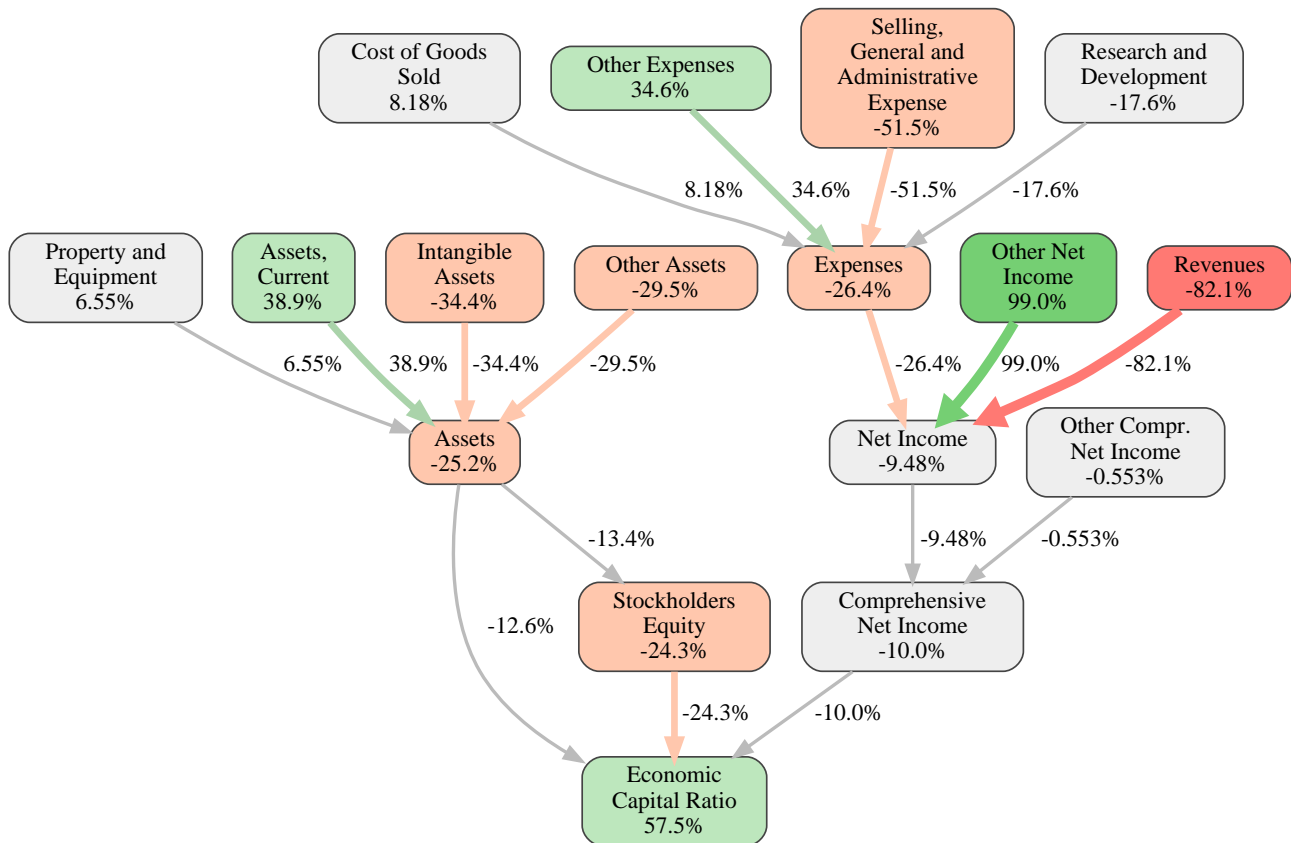 Cost of Goods
Sold
8.18%
Other Expenses
34.6%
Selling,
General and
Administrative
Expense
-51.5%
Research and
Development
-17.6%
8.18%
34.6%
-51.5%
-17.6%
Property and
Equipment
6.55%
Assets,
Current
38.9%
Intangible
Assets
-34.4%
Other Assets
-29.5%
Expenses
-26.4%
Other Net
Income
99.0%
Revenues
-82.1%
6.55%
38.9%
-34.4%
-29.5%
-26.4%
99.0%
-82.1%
Assets
-25.2%
Net Income
-9.48%
Other Compr.
Net Income
-0.553%
-13.4%
-9.48%
-0.553%
-12.6%
Stockholders
Equity
-24.3%
Comprehensive
Net Income
-10.0%
-24.3%
-10.0%
Economic
Capital Ratio
57.5%